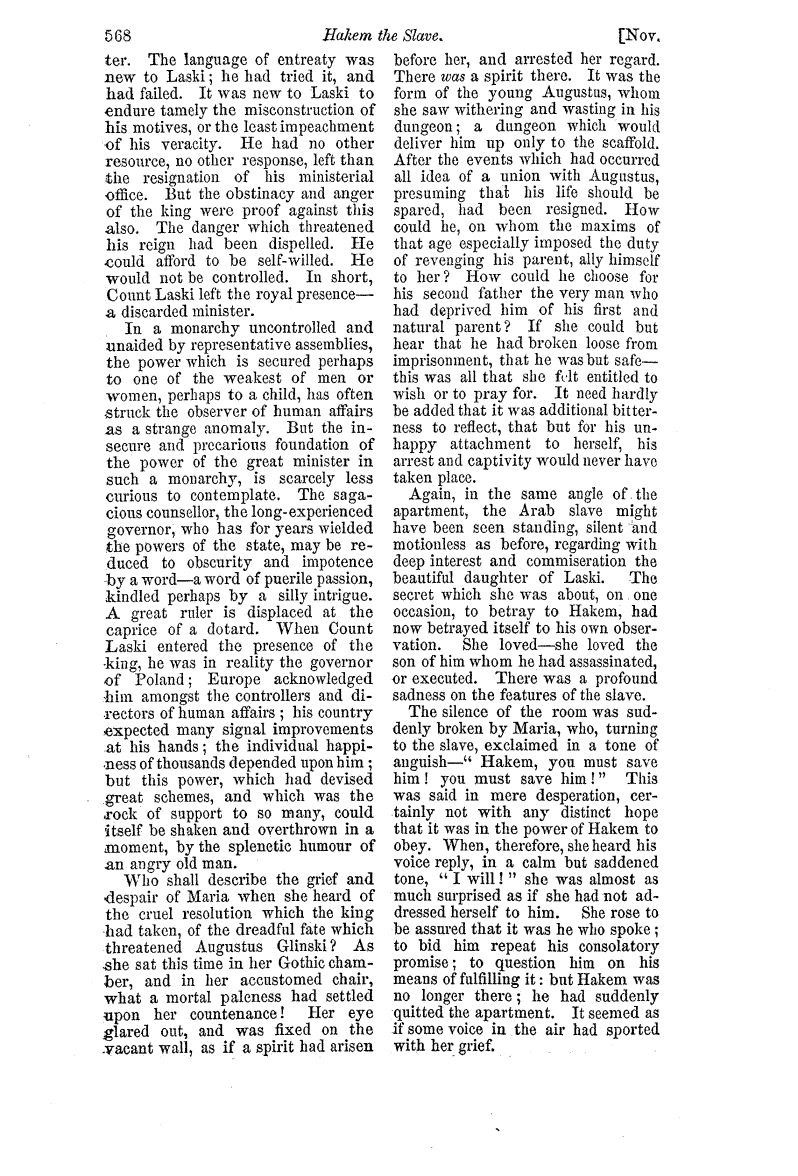 568 Hakem the Slave. [Nov.
ter. The language of entreaty was
new to Laski; he had tried it, and
had failed. It was new to Laski to
endure tamely the misconstruction of
his motives, or the least impeachment
of his veracity. He had no other
resource, no other response, left than
the resignation of his ministerial
office. But the obstinacy and anger
of the king were proof against this
also. The danger which threatened
his reign had been dispelled. He
could afford to be self-willed. He
would not be controlled. In short,
Count Laski left the royal presence—
a discarded minister.
In a monarchy uncontrolled and
unaided by representative assemblies,
the power which is secured perhaps
to one of the weakest of men or
women, perhaps to a child, has often
struck the observer of human affairs
as a strange anomaly. But the in-
secure and precarious foundation of
the power of the great minister in
such a monarchy, is scarcely less
curious to contemplate. The saga-
cious counsellor, the long-experienced
governor, who has for years wielded
the powers of the state, may be re-
duced to obscurity and impotence
by a word—a word of puerile passion,
kindled perhaps by a silly intrigue.
A great ruler is displaced at the
caprice of a dotard. When Count
Laski entered the presence of the
king, he was in reality the governor
of Poland; Europe acknowledged
him amongst the controllers and di-
rectors of human affairs; his country
expected many signal improvements
at his hands; the individual happi-
ness of thousands depended upon him;
but this power, which had devised
great schemes, and which was the
rock of support to so many, could
itself be shaken and overthrown in a
moment, by the splenetic humour of
an angry old man.
Who shall describe the grief and
despair of Maria when she heard of
the cruel resolution which the king
had taken, of the dreadful fate which
threatened Augustus Glinski? As
she sat this time in her Gothic cham-
ber, and in her accustomed chair,
what a mortal paleness had settled
upon her countenance! Her eye
glared out, and was fixed on the
vacant wall, as if a spirit had arisen
before her, and arrested her regard.
There was a spirit there. It was the
form of the young Augustus, whom
she saw withering and wasting in his
dungeon; a dungeon which would
deliver him up only to the scaffold.
After the events which had occurred
all idea of a union with Augustus,
presuming that his life should be
spared, had been resigned. How
could he, on whom the maxims of
that age especially imposed the duty
of revenging his parent, ally himself
to her? How could he choose for
his second father the very man who
had deprived him of his first and
natural parent? If she could but
hear that he had broken loose from
imprisonment, that he was but safe—
this was all that she felt entitled to
wish or to pray for. It need hardly
be added that it was additional bitter-
ness to reflect, that but for his un-
happy attachment to herself, his
arrest and captivity would never have
taken place.
Again, in the same angle of the
apartment, the Arab slave might
have been seen standing, silent and
motionless as before, regarding with
deep interest and commiseration the
beautiful daughter of Laski. The
secret which she was about, on one
occasion, to betray to Hakem, had
now betrayed itself to his own obser-
vation. She loved—she loved the
son of him whom he had assassinated,
or executed. There was a profound
sadness on the features of the slave.
The silence of the room was sud-
denly broken by Maria, who, turning
to the slave, exclaimed in a tone of
anguish—“ Hakem, you must save
him! you must save him!” This
was said in mere desperation, cer-
tainly not with any distinct hope
that it was in the power of Hakem to
obey. When, therefore, she heard his
voice reply, in a calm but saddened
tone, “ I will! ” she was almost as
much surprised as if she had not ad-
dressed herself to him. She rose to
be assured that it was he who spoke;
to bid him repeat his consolatory
promise; to question him on his
means of fulfilling it: but Hakem was
no longer there; he had suddenly
quitted the apartment. It seemed as
if some voice in the air had sported
with her grief.